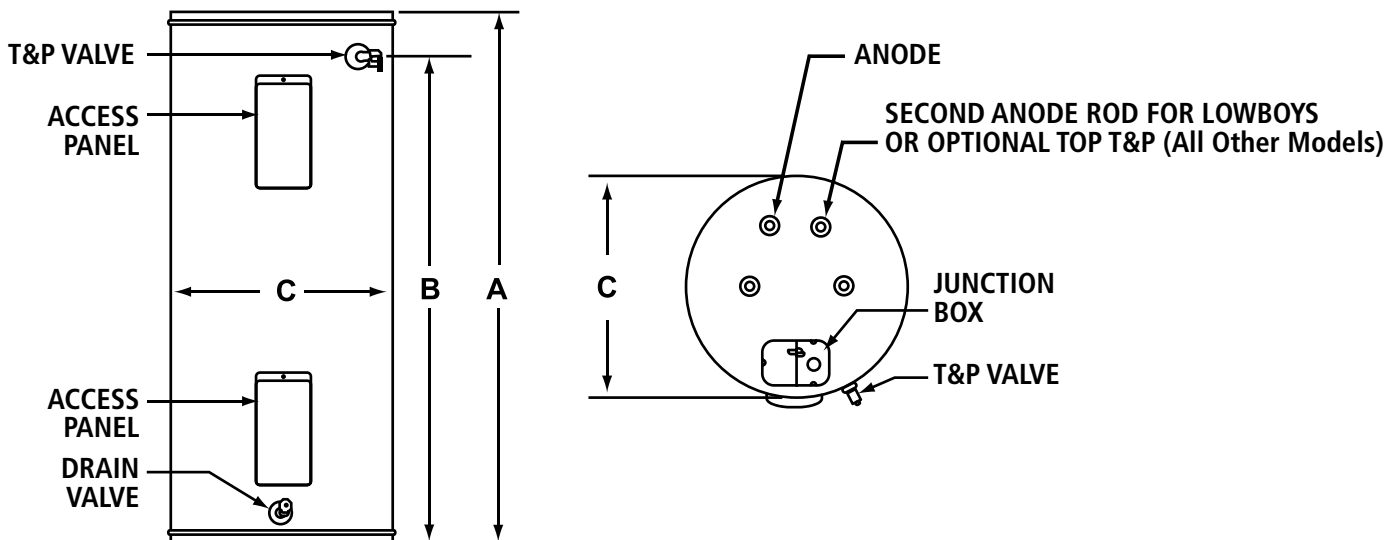 T&P VALVE
ACCESS
PANEL
C
B
A
ACCESS
PANEL
DRAIN
VALVE
ANODE
SECOND ANODE ROD FOR LOWBOYS
OR OPTIONAL TOP T&P (All Other Models)
C
JUNCTION
BOX
T&P VALVE